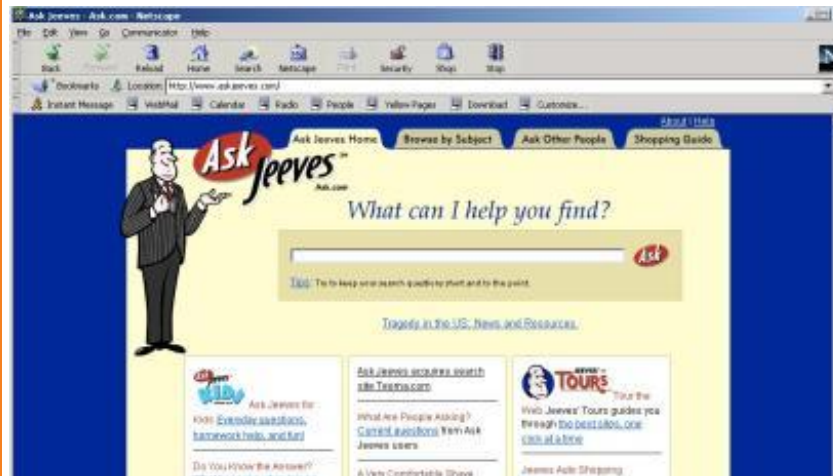 Ask Jeeves - Ask.com - Netscape
File Edit View Go Communicator Help
Back Forward Reload Home Search Netscape Print Security Shop Stop
Bookmarks Location http://www.askjeeves.com/
Instant Message WebMail Calendar Radio People Yellow Pages Download Customize...
About | Help
Ask Jeeves Home Browse by Subject Ask Other People Shopping Guide
Ask Jeeves
Ask.com
What can I help you find?
Ask
Tips: Try to keep your search questions short and to the point.
Tragedy in the US: News and Resources.
Ask KIDS Ask Jeeves for
Kids Everyday questions,
homework help, and fun!
Do You Know the Answer?
Ask Jeeves acquires search
site Teoma.com
What Are People Asking?
Current questions from Ask
Jeeves users
A Very Comfortable Shave
JEEVES' TOURS Tour the
Web Jeeves' Tours guides you
through the best sites, one
click at a time
Jeeves Auto Shopping